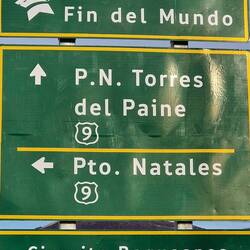 Fin del Mundo
P.N. Torres
del Paine
9
Pto. Natales
9